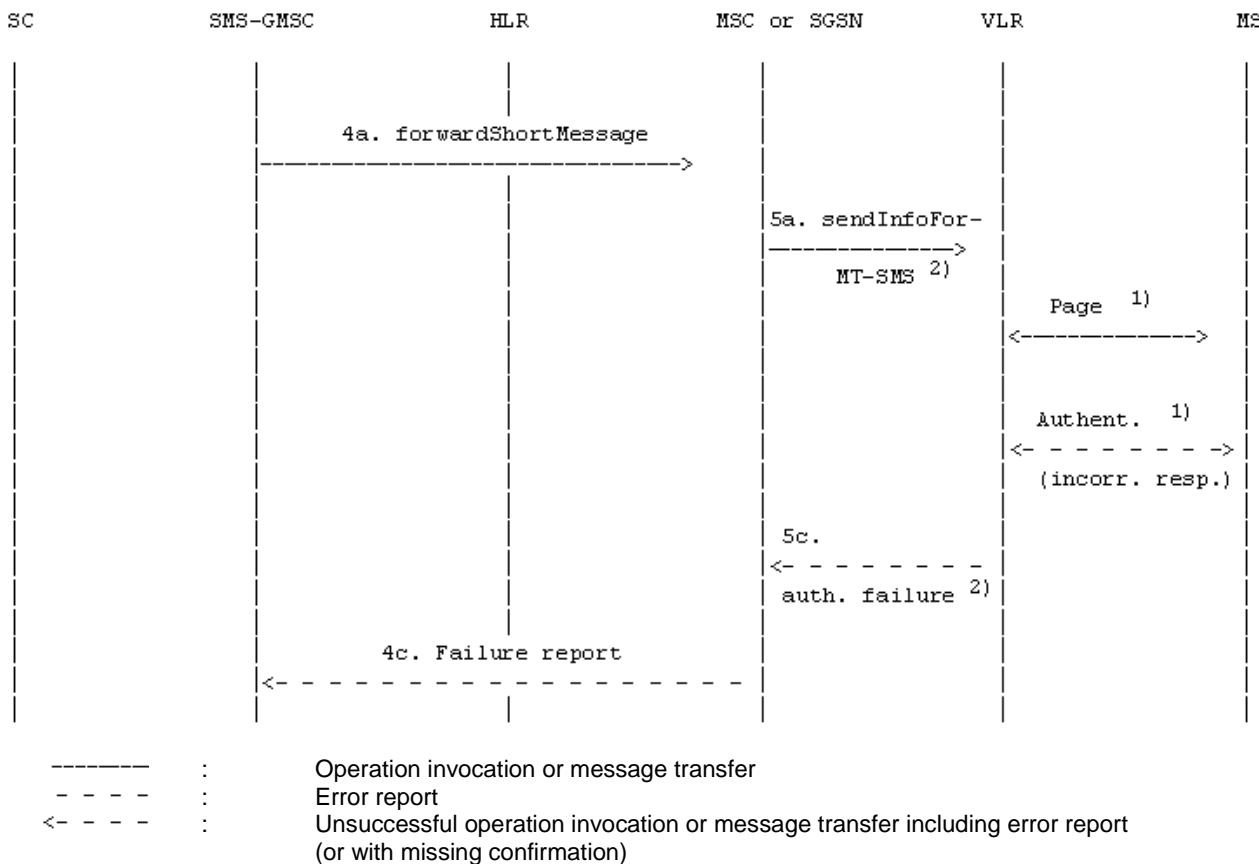 SC SMS-GMSC HLR MSC or SGSN VLR MS
4a. forwardShortMessage
5a. sendInfoFor-
MT-SMS 2)
Page 1)
Authent. 1)
(incorr. resp.)
5c.
auth. failure 2)
4c. Failure report
: Operation invocation or message transfer
: Error report
: Unsuccessful operation invocation or message transfer including error report
(or with missing confirmation)